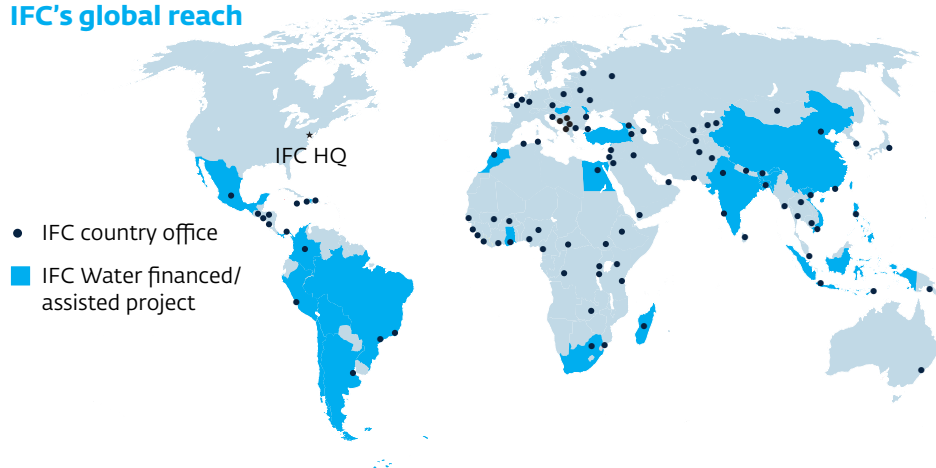 IFC's global reach
IFC HQ
IFC country office
IFC Water financed/
assisted project